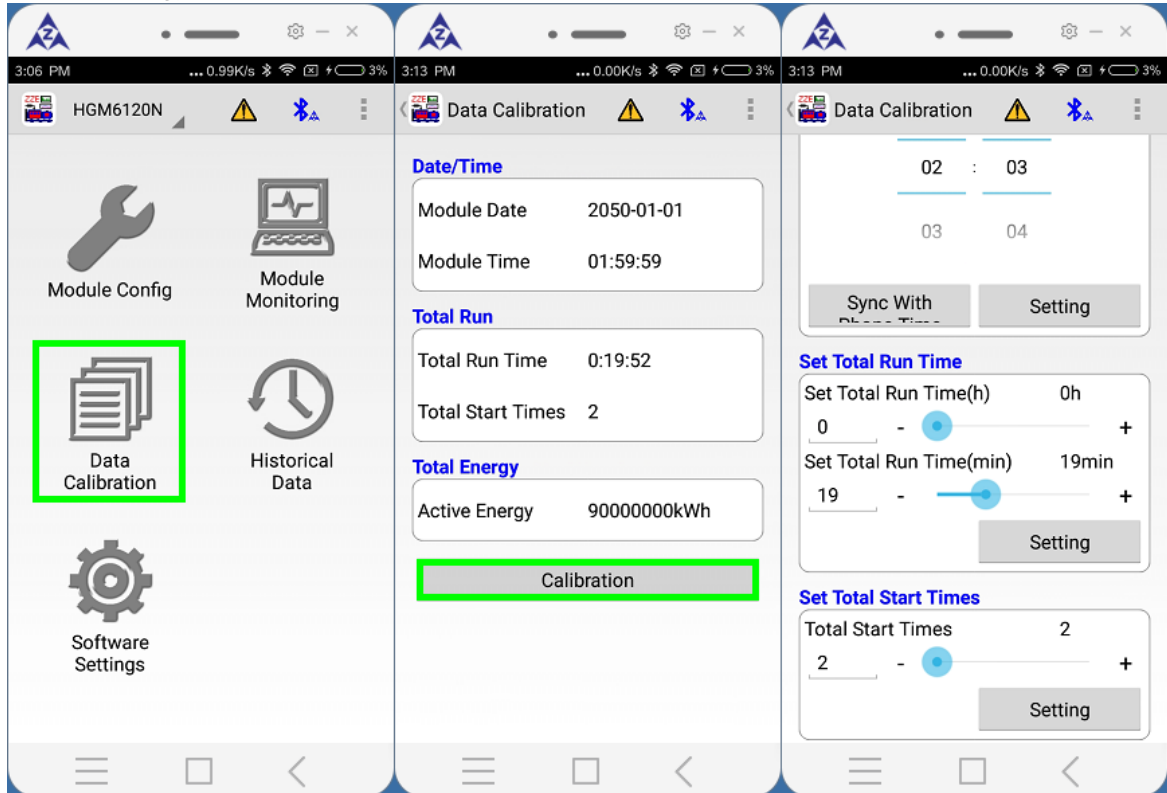 3:06 PM
... 0.99K/s
3%
HGM6120N
Module Config
Module
Monitoring
Data
Calibration
Historical
Data
Software
Settings
3:13 PM
... 0.00K/s
3%
Data Calibration
Date/Time
Module Date 2050-01-01
Module Time 01:59:59
Total Run
Total Run Time 0:19:52
Total Start Times 2
Total Energy
Active Energy 90000000kWh
Calibration
3:13 PM
... 0.00K/s
3%
Data Calibration
02 : 03
03 04
Sync With
Phone Time
Setting
Set Total Run Time
Set Total Run Time(h) 0h
0 - +
Set Total Run Time(min) 19min
19 - +
Setting
Set Total Start Times
Total Start Times 2
2 - +
Setting